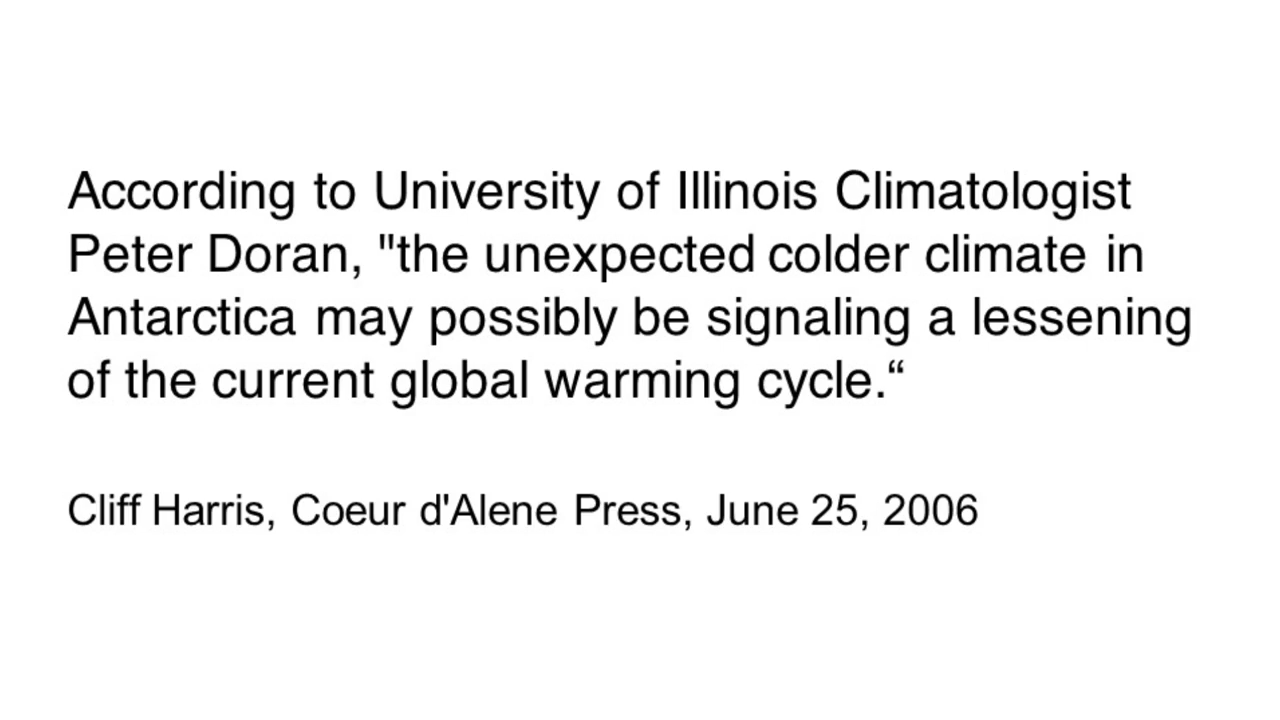 According to University of Illinois Climatologist
Peter Doran, "the unexpected colder climate in
Antarctica may possibly be signaling a lessening
of the current global warming cycle.“
Cliff Harris, Coeur d'Alene Press, June 25, 2006